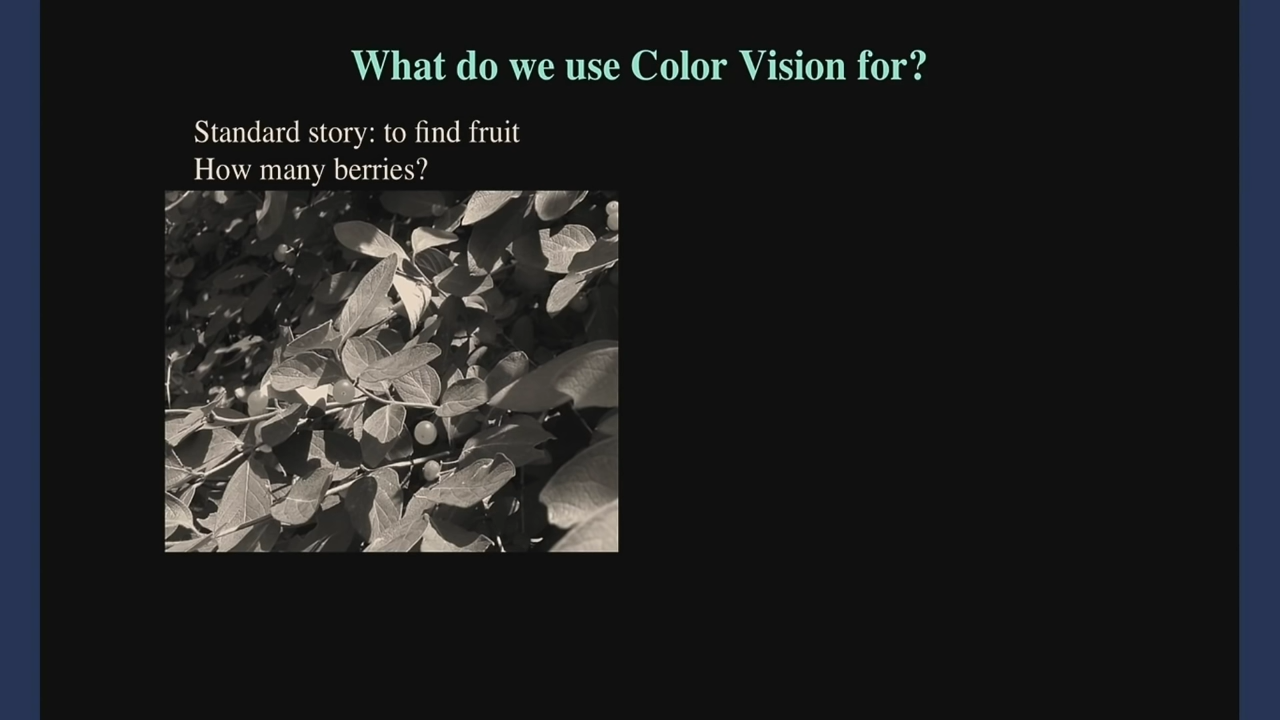 What do we use Color Vision for?
Standard story: to find fruit
How many berries?